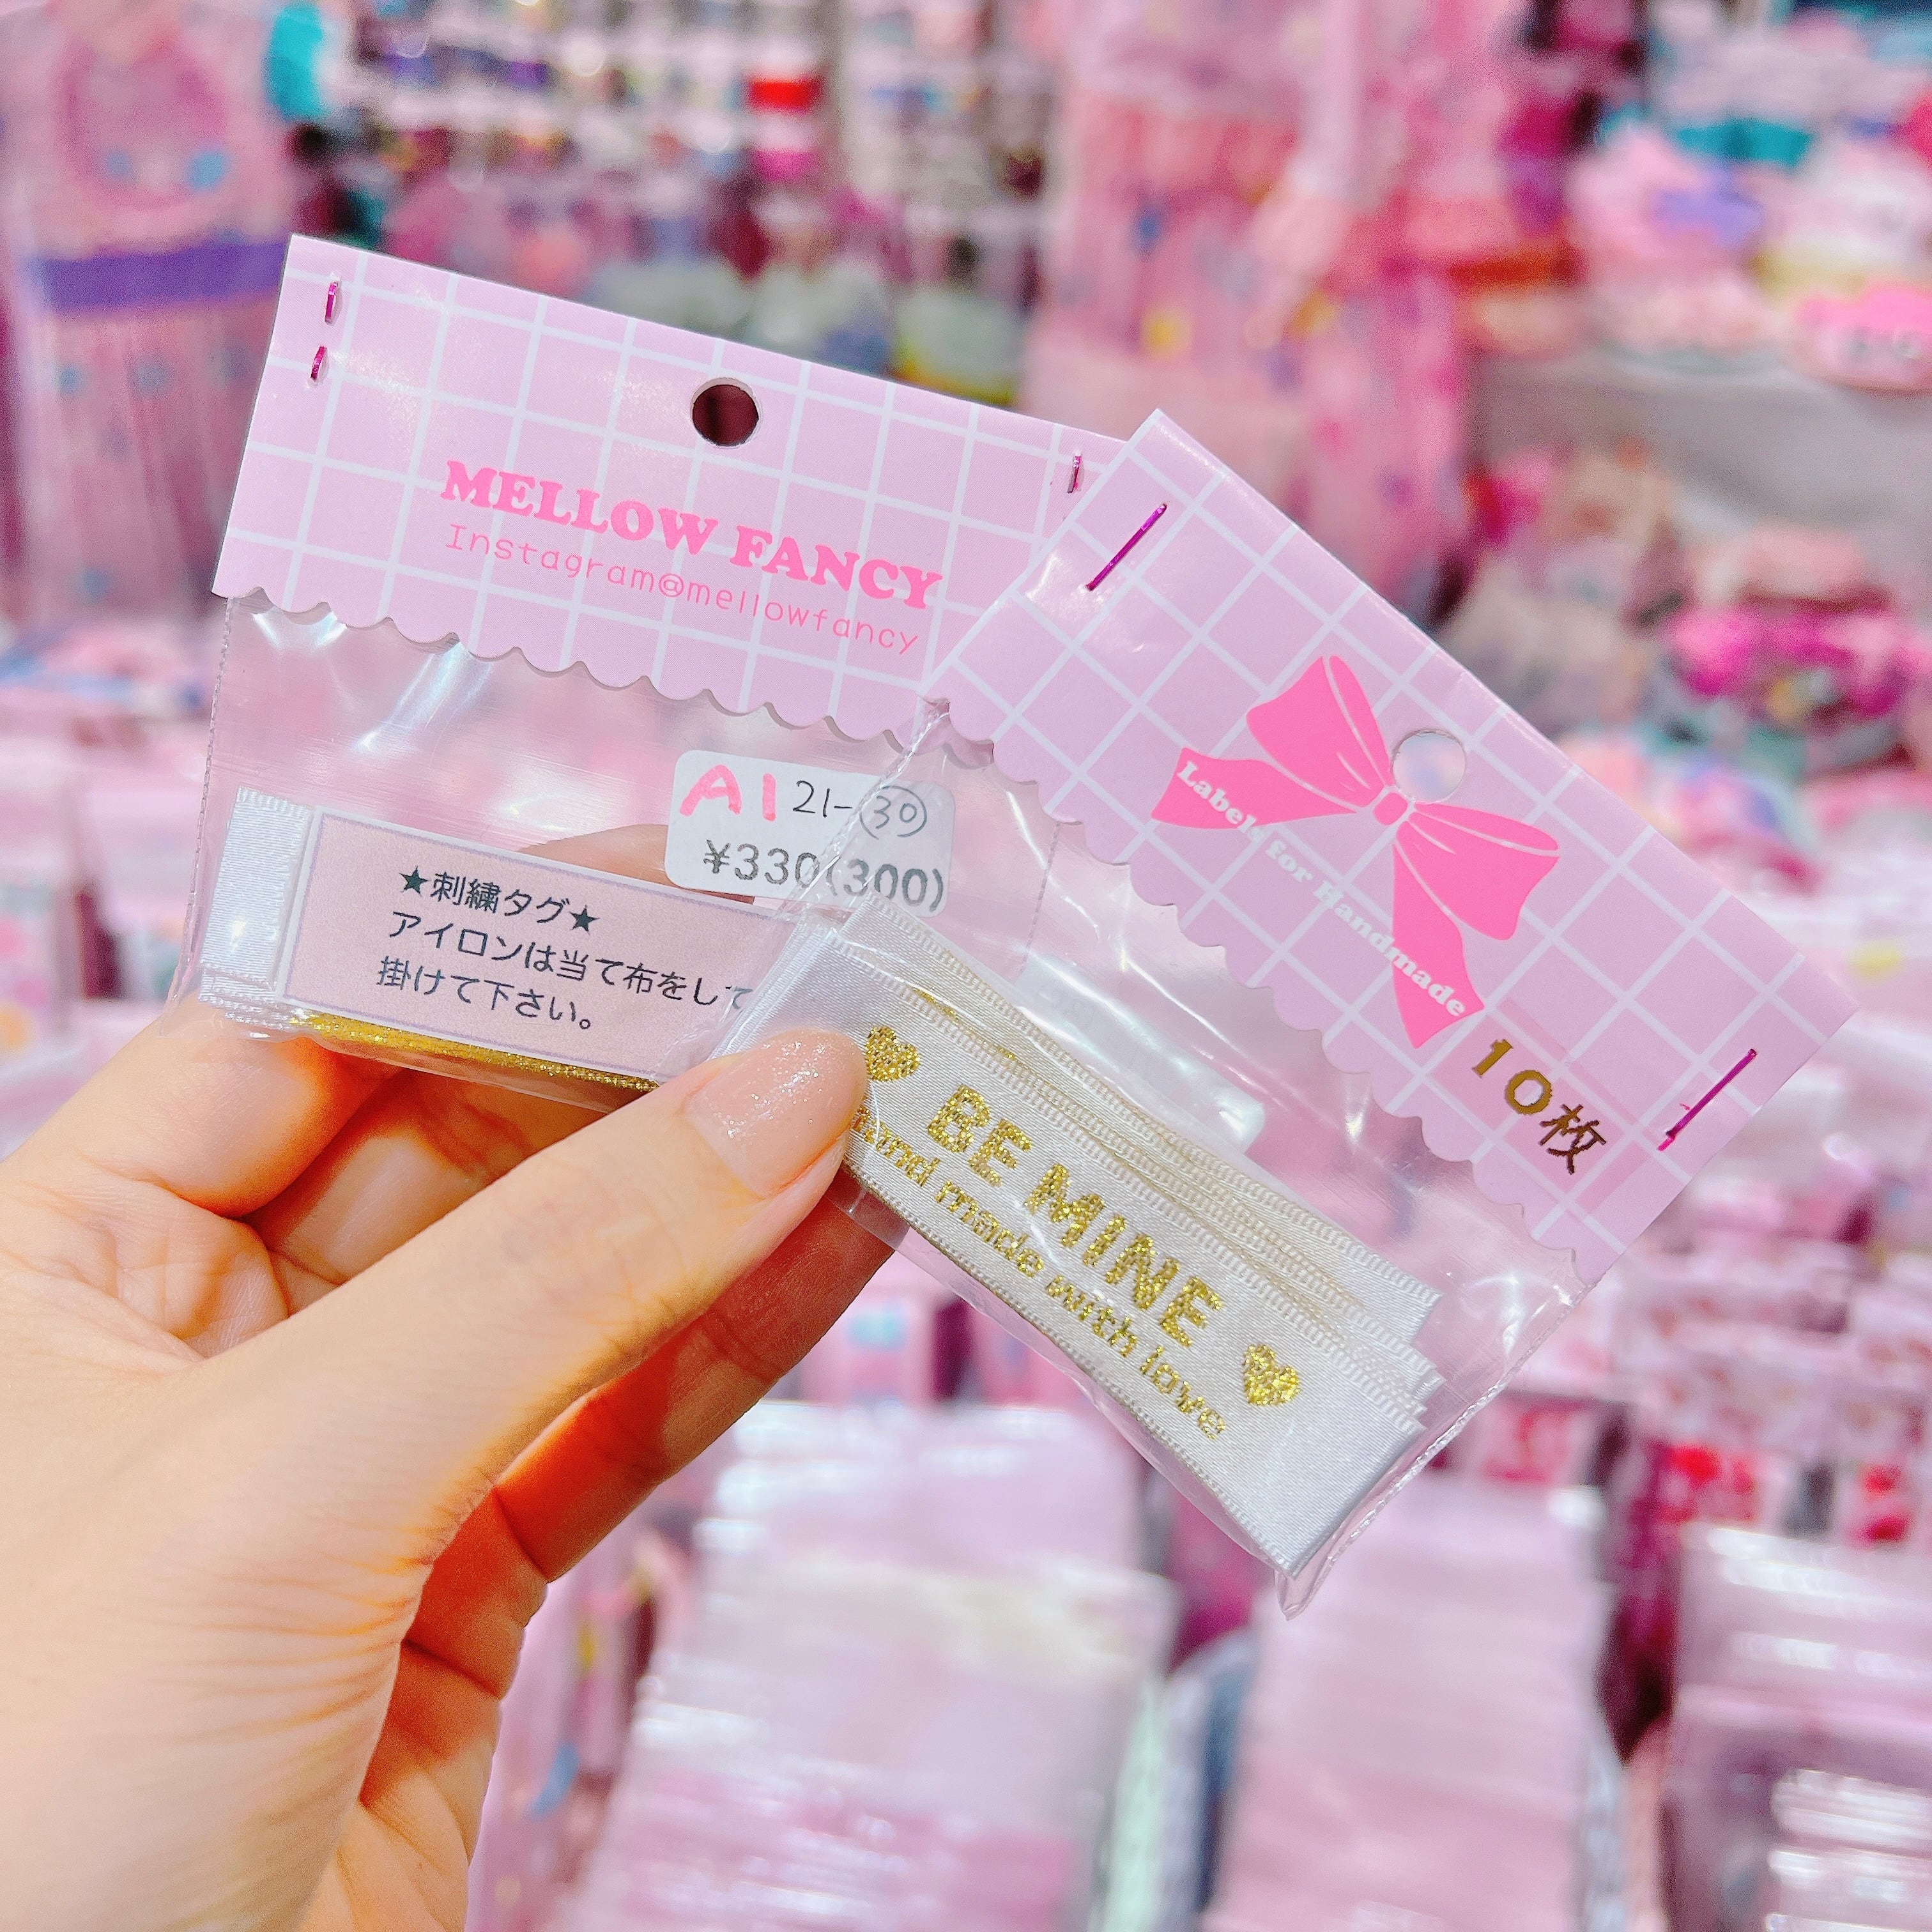 MELLOW FANCY
Instagram@mellowfancy
A1 21-㉚
¥330(300)
★刺繍タグ★
アイロンは当て布をして
掛けて下さい。
Labels for Handmade
10枚
BE MINE
Hand made with love